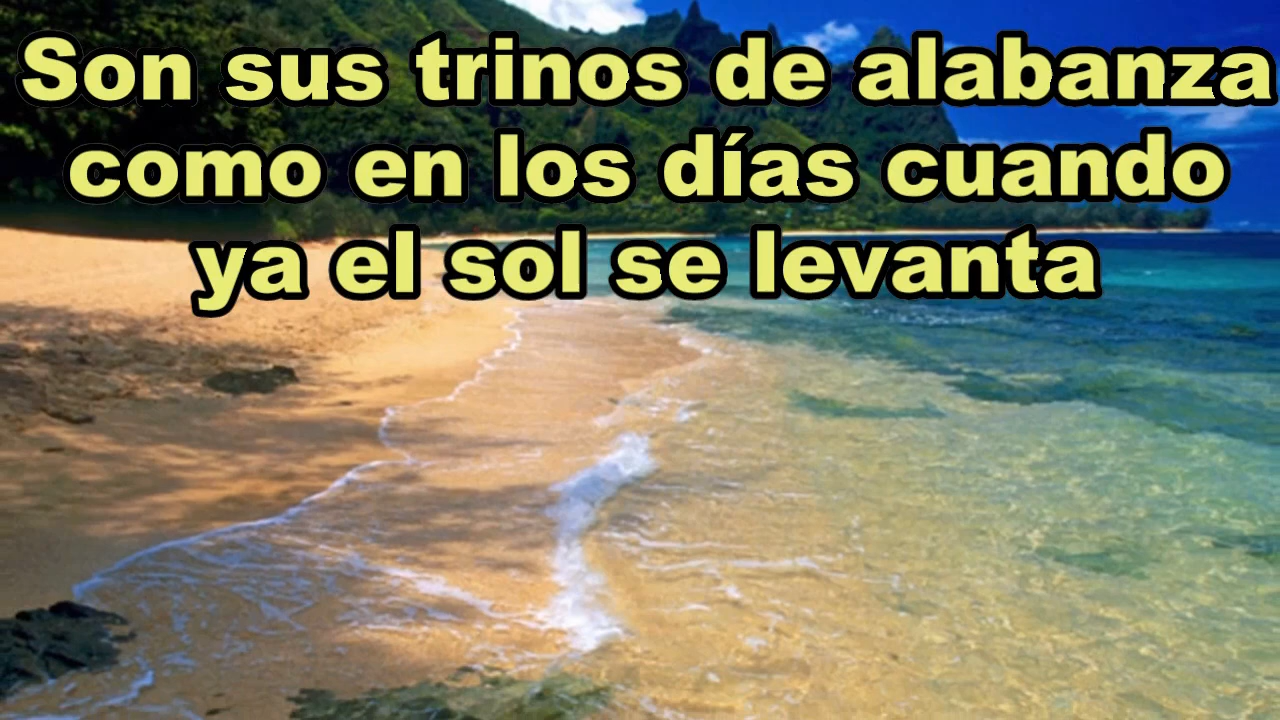 Son sus trinos de alabanza
como en los días cuando
ya el sol se levanta